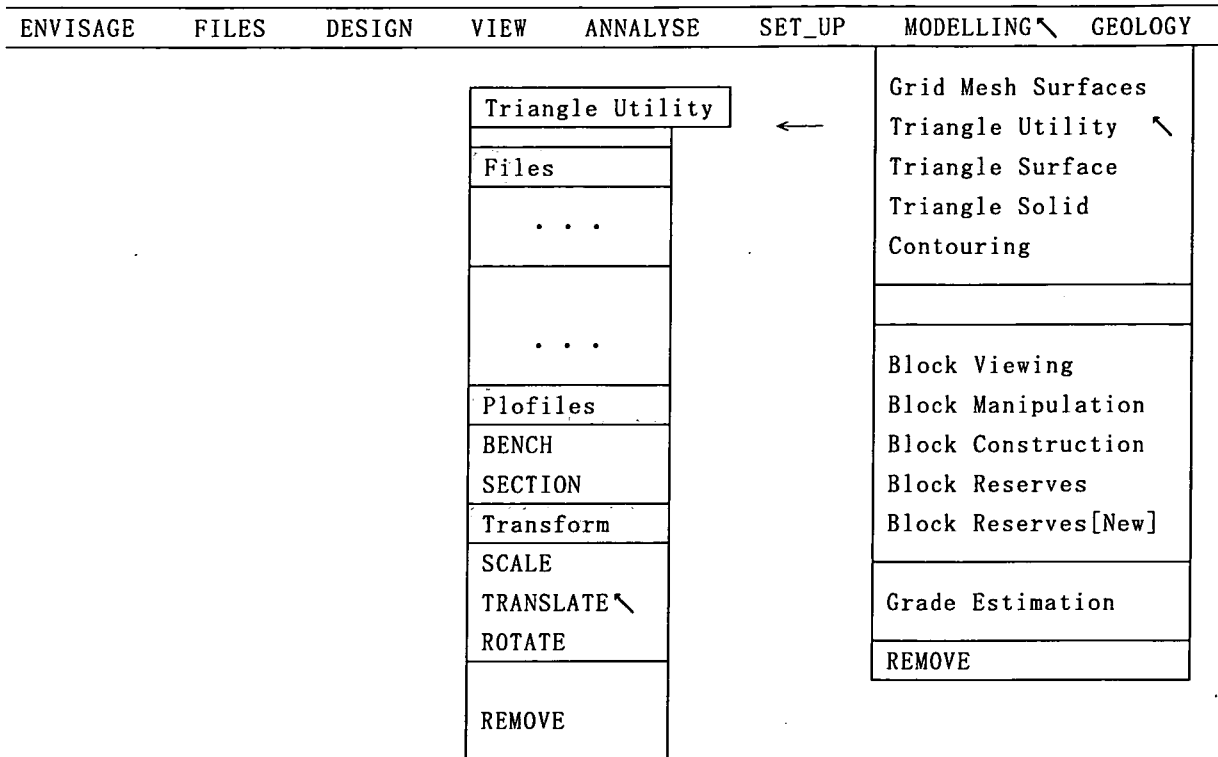 ENVISAGE FILES DESIGN VIEW ANNALYSE SET_UP MODELLING GEOLOGY
Triangle Utility
Files
. . .
. . .
Plofiles
BENCH
SECTION
Transform
SCALE
TRANSLATE
ROTATE
REMOVE
Grid Mesh Surfaces
Triangle Utility
Triangle Surface
Triangle Solid
Contouring
Block Viewing
Block Manipulation
Block Construction
Block Reserves
Block Reserves[New]
Grade Estimation
REMOVE